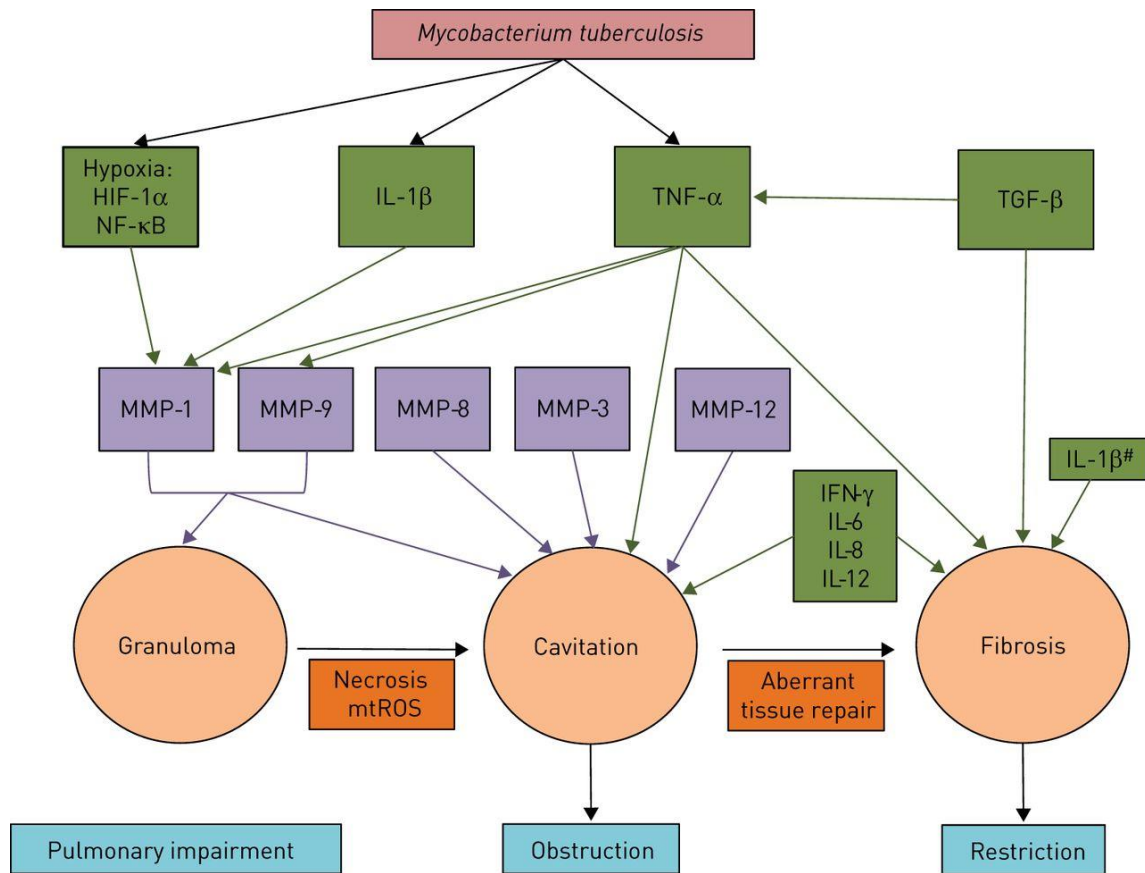 Mycobacterium tuberculosis
Hypoxia:
HIF-1α
NF-κB
IL-1β
TNF-α
TGF-β
MMP-1
MMP-9
MMP-8
MMP-3
MMP-12
IL-1β#
IFN-γ
IL-6
IL-8
IL-12
Granuloma
Necrosis
mtROS
Cavitation
Aberrant
tissue repair
Fibrosis
Pulmonary impairment
Obstruction
Restriction